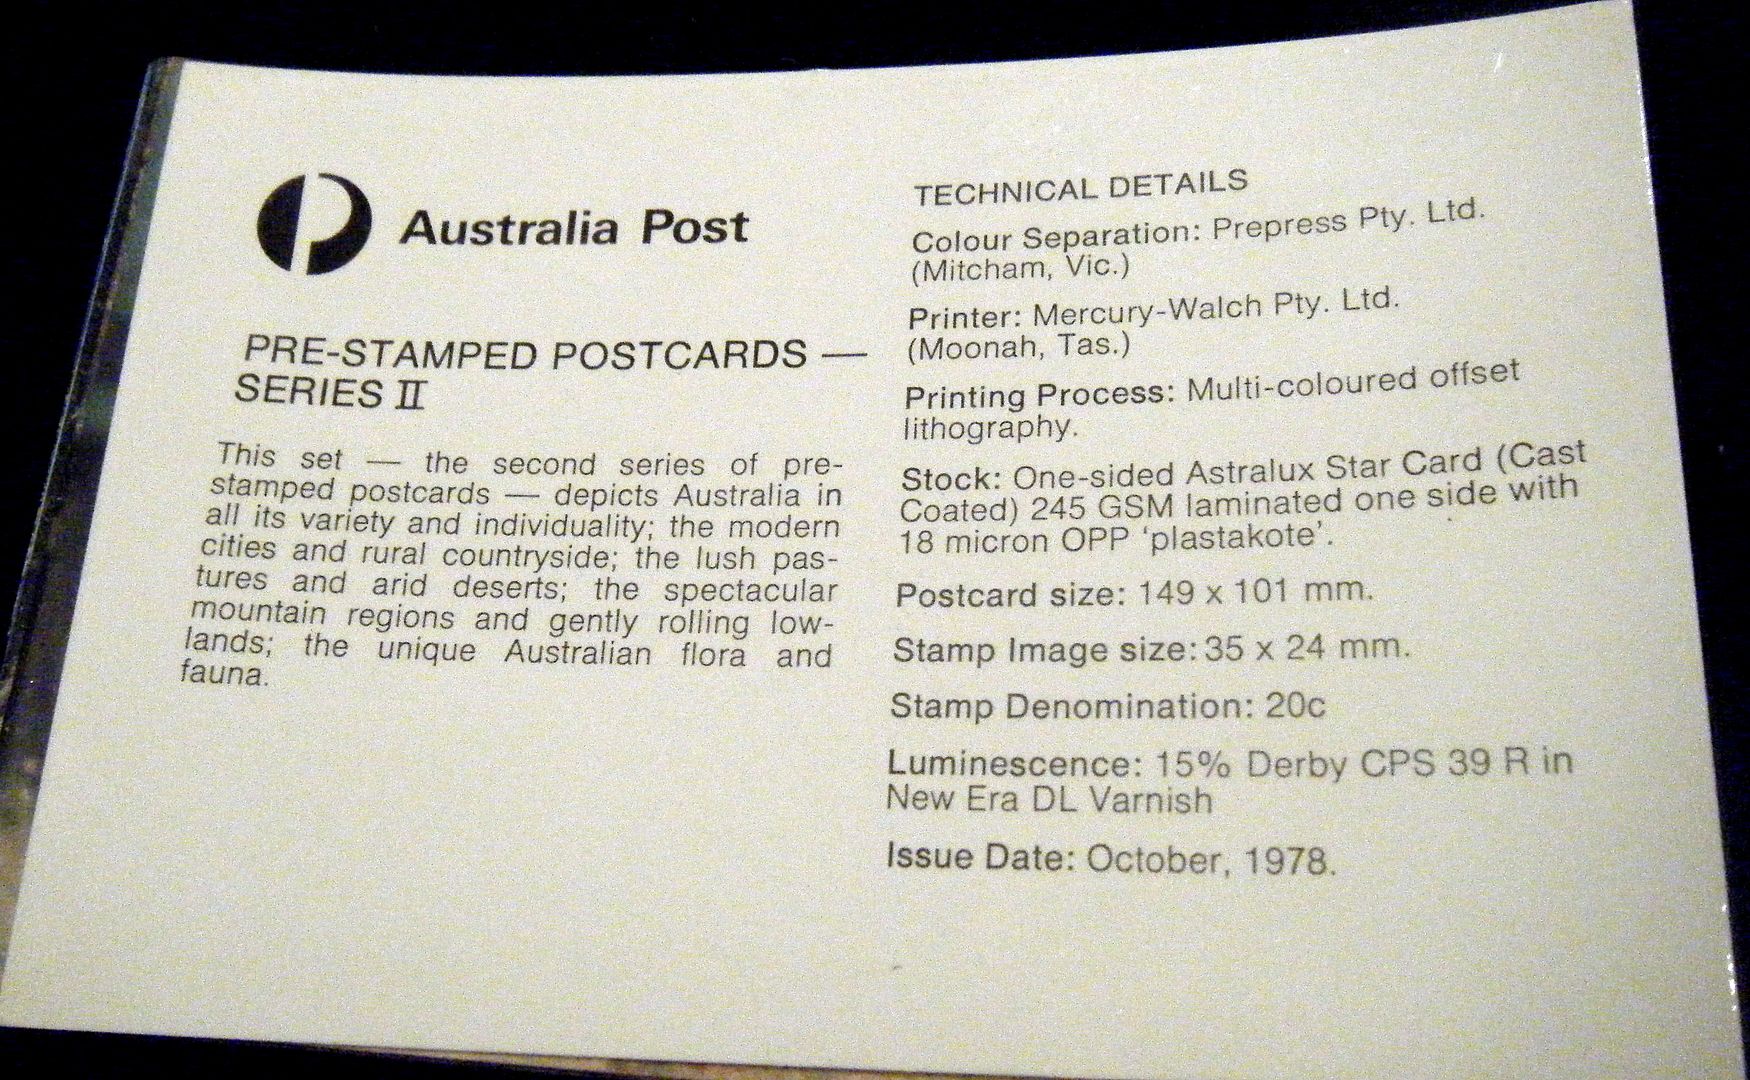 Australia Post
PRE-STAMPED POSTCARDS —
SERIES II
This set — the second series of pre-
stamped postcards — depicts Australia in
all its variety and individuality; the modern
cities and rural countryside; the lush pas-
tures and arid deserts; the spectacular
mountain regions and gently rolling low-
lands; the unique Australian flora and
fauna.
TECHNICAL DETAILS
Colour Separation: Prepress Pty. Ltd.
(Mitcham, Vic.)
Printer: Mercury-Walch Pty. Ltd.
(Moonah, Tas.)
Printing Process: Multi-coloured offset
lithography.
Stock: One-sided Astralux Star Card (Cast
Coated) 245 GSM laminated one side with
18 micron OPP ‘plastakote’.
Postcard size: 149 x 101 mm.
Stamp Image size: 35 x 24 mm.
Stamp Denomination: 20c
Luminescence: 15% Derby CPS 39 R in
New Era DL Varnish
Issue Date: October, 1978.